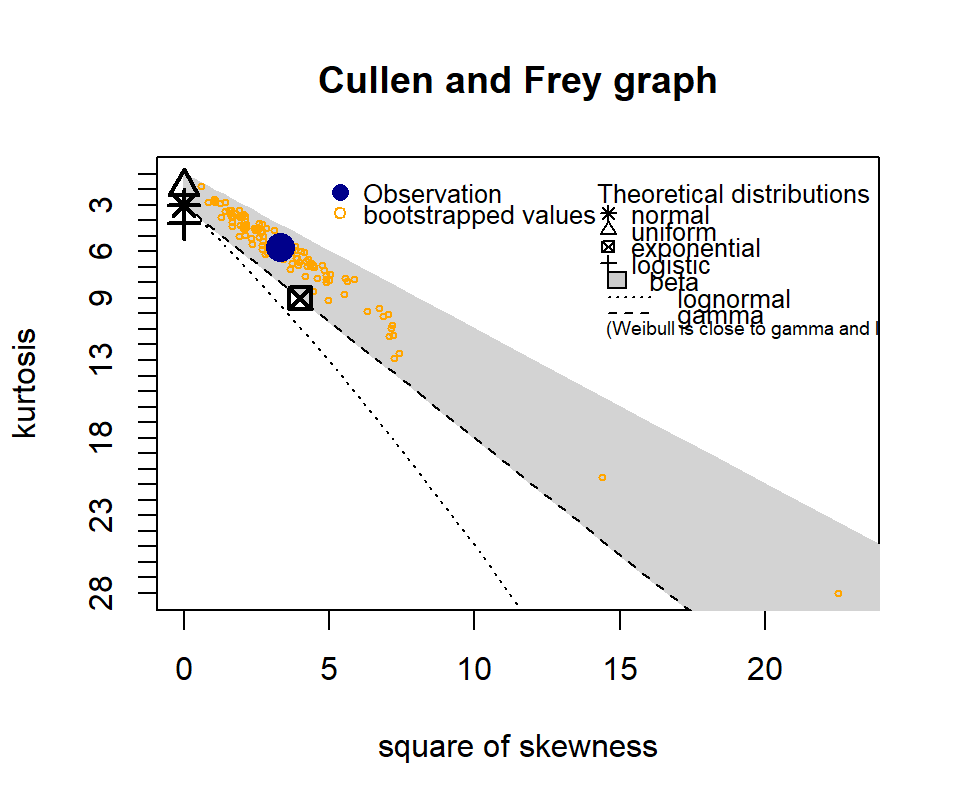 Cullen and Frey graph
Observation
bootstrapped values
Theoretical distributions
normal
uniform
exponential
logistic
beta
lognormal
gamma
(Weibull is close to gamma and l
kurtosis
3
6
9
13
18
23
28
0 5 10 15 20
square of skewness